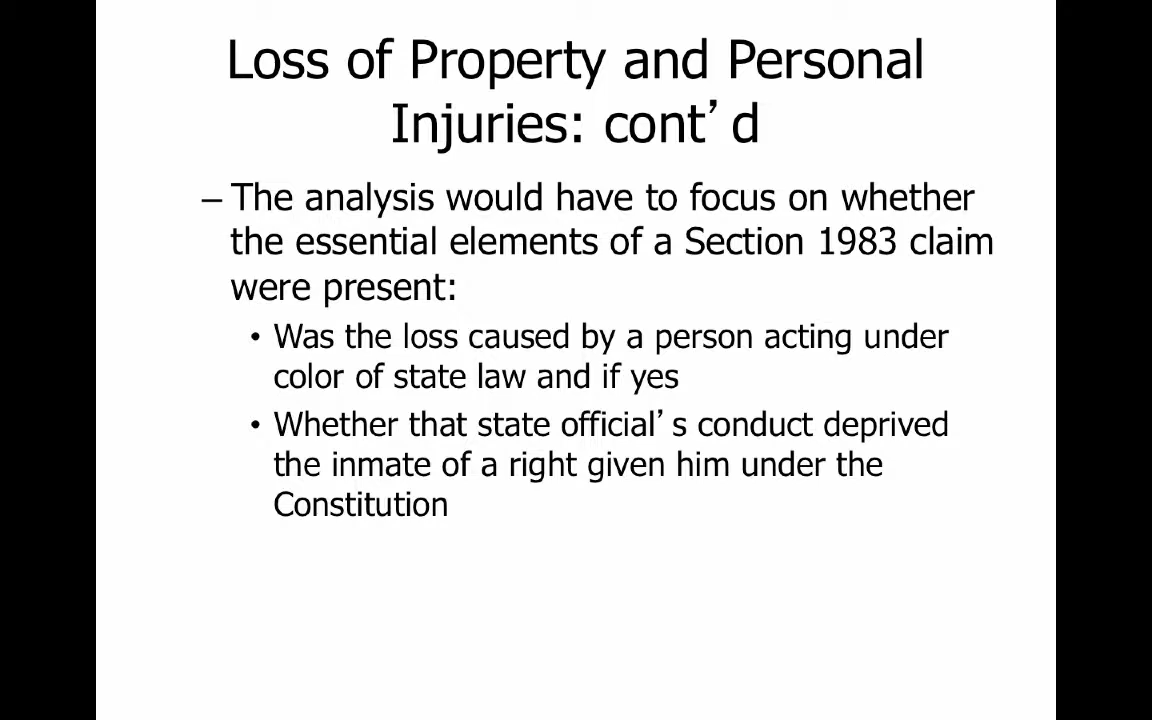 Loss of Property and Personal
Injuries: cont’d
– The analysis would have to focus on whether
the essential elements of a Section 1983 claim
were present:
• Was the loss caused by a person acting under
color of state law and if yes
• Whether that state official’s conduct deprived
the inmate of a right given him under the
Constitution